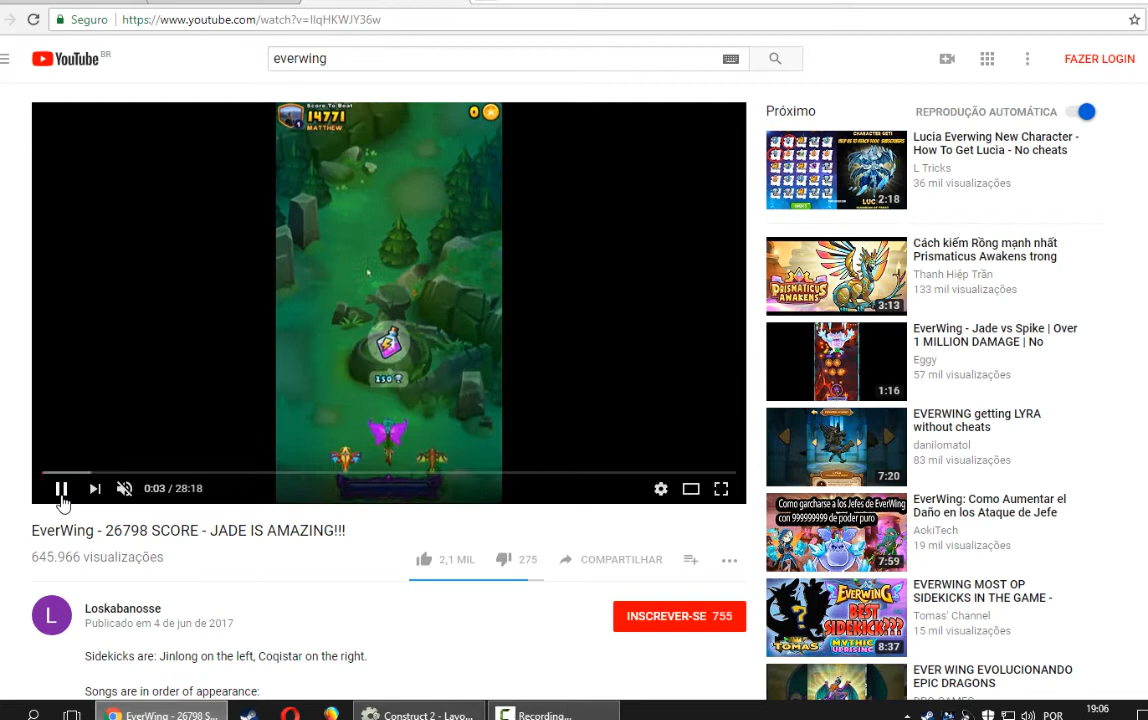 Seguro https://www.youtube.com/watch?v=IlqHKWJY36w
YouTube BR
everwing
FAZER LOGIN
Score To Beat
14771
MATTHEW
1
0
250
0:03 / 28:18
EverWing - 26798 SCORE - JADE IS AMAZING!!!
645.966 visualizações
2,1 MIL
275
COMPARTILHAR
L
Loskabanosse
Publicado em 4 de jun de 2017
INSCREVER-SE 755
Sidekicks are: Jinlong on the left, Coqistar on the right.
Songs are in order of appearance:
Próximo
REPRODUÇÃO AUTOMÁTICA
CHARACTER GET!
LUC
2:18
Lucia Everwing New Character -
How To Get Lucia - No cheats
L Tricks
36 mil visualizações
PRISMATICUS
AWAKENS
3:13
Cách kiếm Rồng mạnh nhất
Prismaticus Awakens trong
Thanh Hiệp Trần
133 mil visualizações
1:16
EverWing - Jade vs Spike | Over
1 MILLION DAMAGE | No
Eggy
57 mil visualizações
7:20
EVERWING getting LYRA
without cheats
danilomatol
83 mil visualizações
Como garcharse a los Jefes de EverWing
con 999999999 de poder puro
7:59
EverWing: Como Aumentar el
Daño en los Ataque de Jefe
AokiTech
19 mil visualizações
EVERWING
BEST
SIDEKICK???
TOMAS
MYTHIC
UPRISING
8:37
EVERWING MOST OP
SIDEKICKS IN THE GAME -
Tomas' Channel
15 mil visualizações
EVER WING EVOLUCIONANDO
EPIC DRAGONS
EverWing - 26798 S...
Construct 2 - Layo...
Recording...
POR
19:06